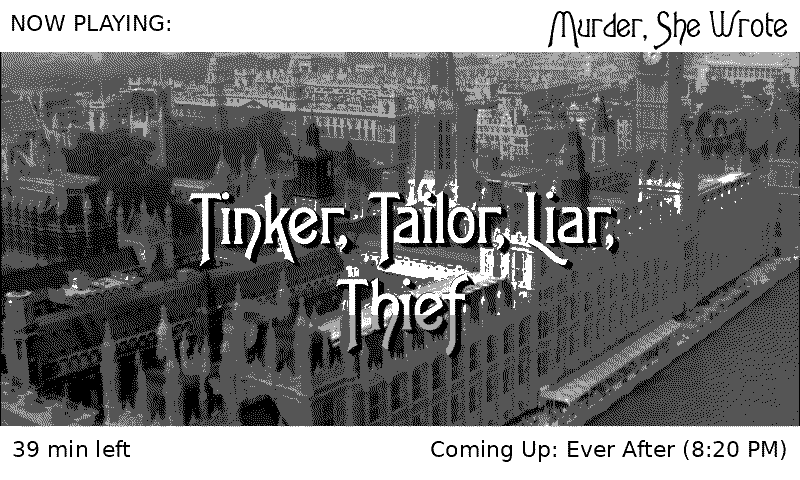 NOW PLAYING:
Murder, She Wrote
Tinker, Tailor, Liar,
Thief
39 min left
Coming Up: Ever After (8:20 PM)